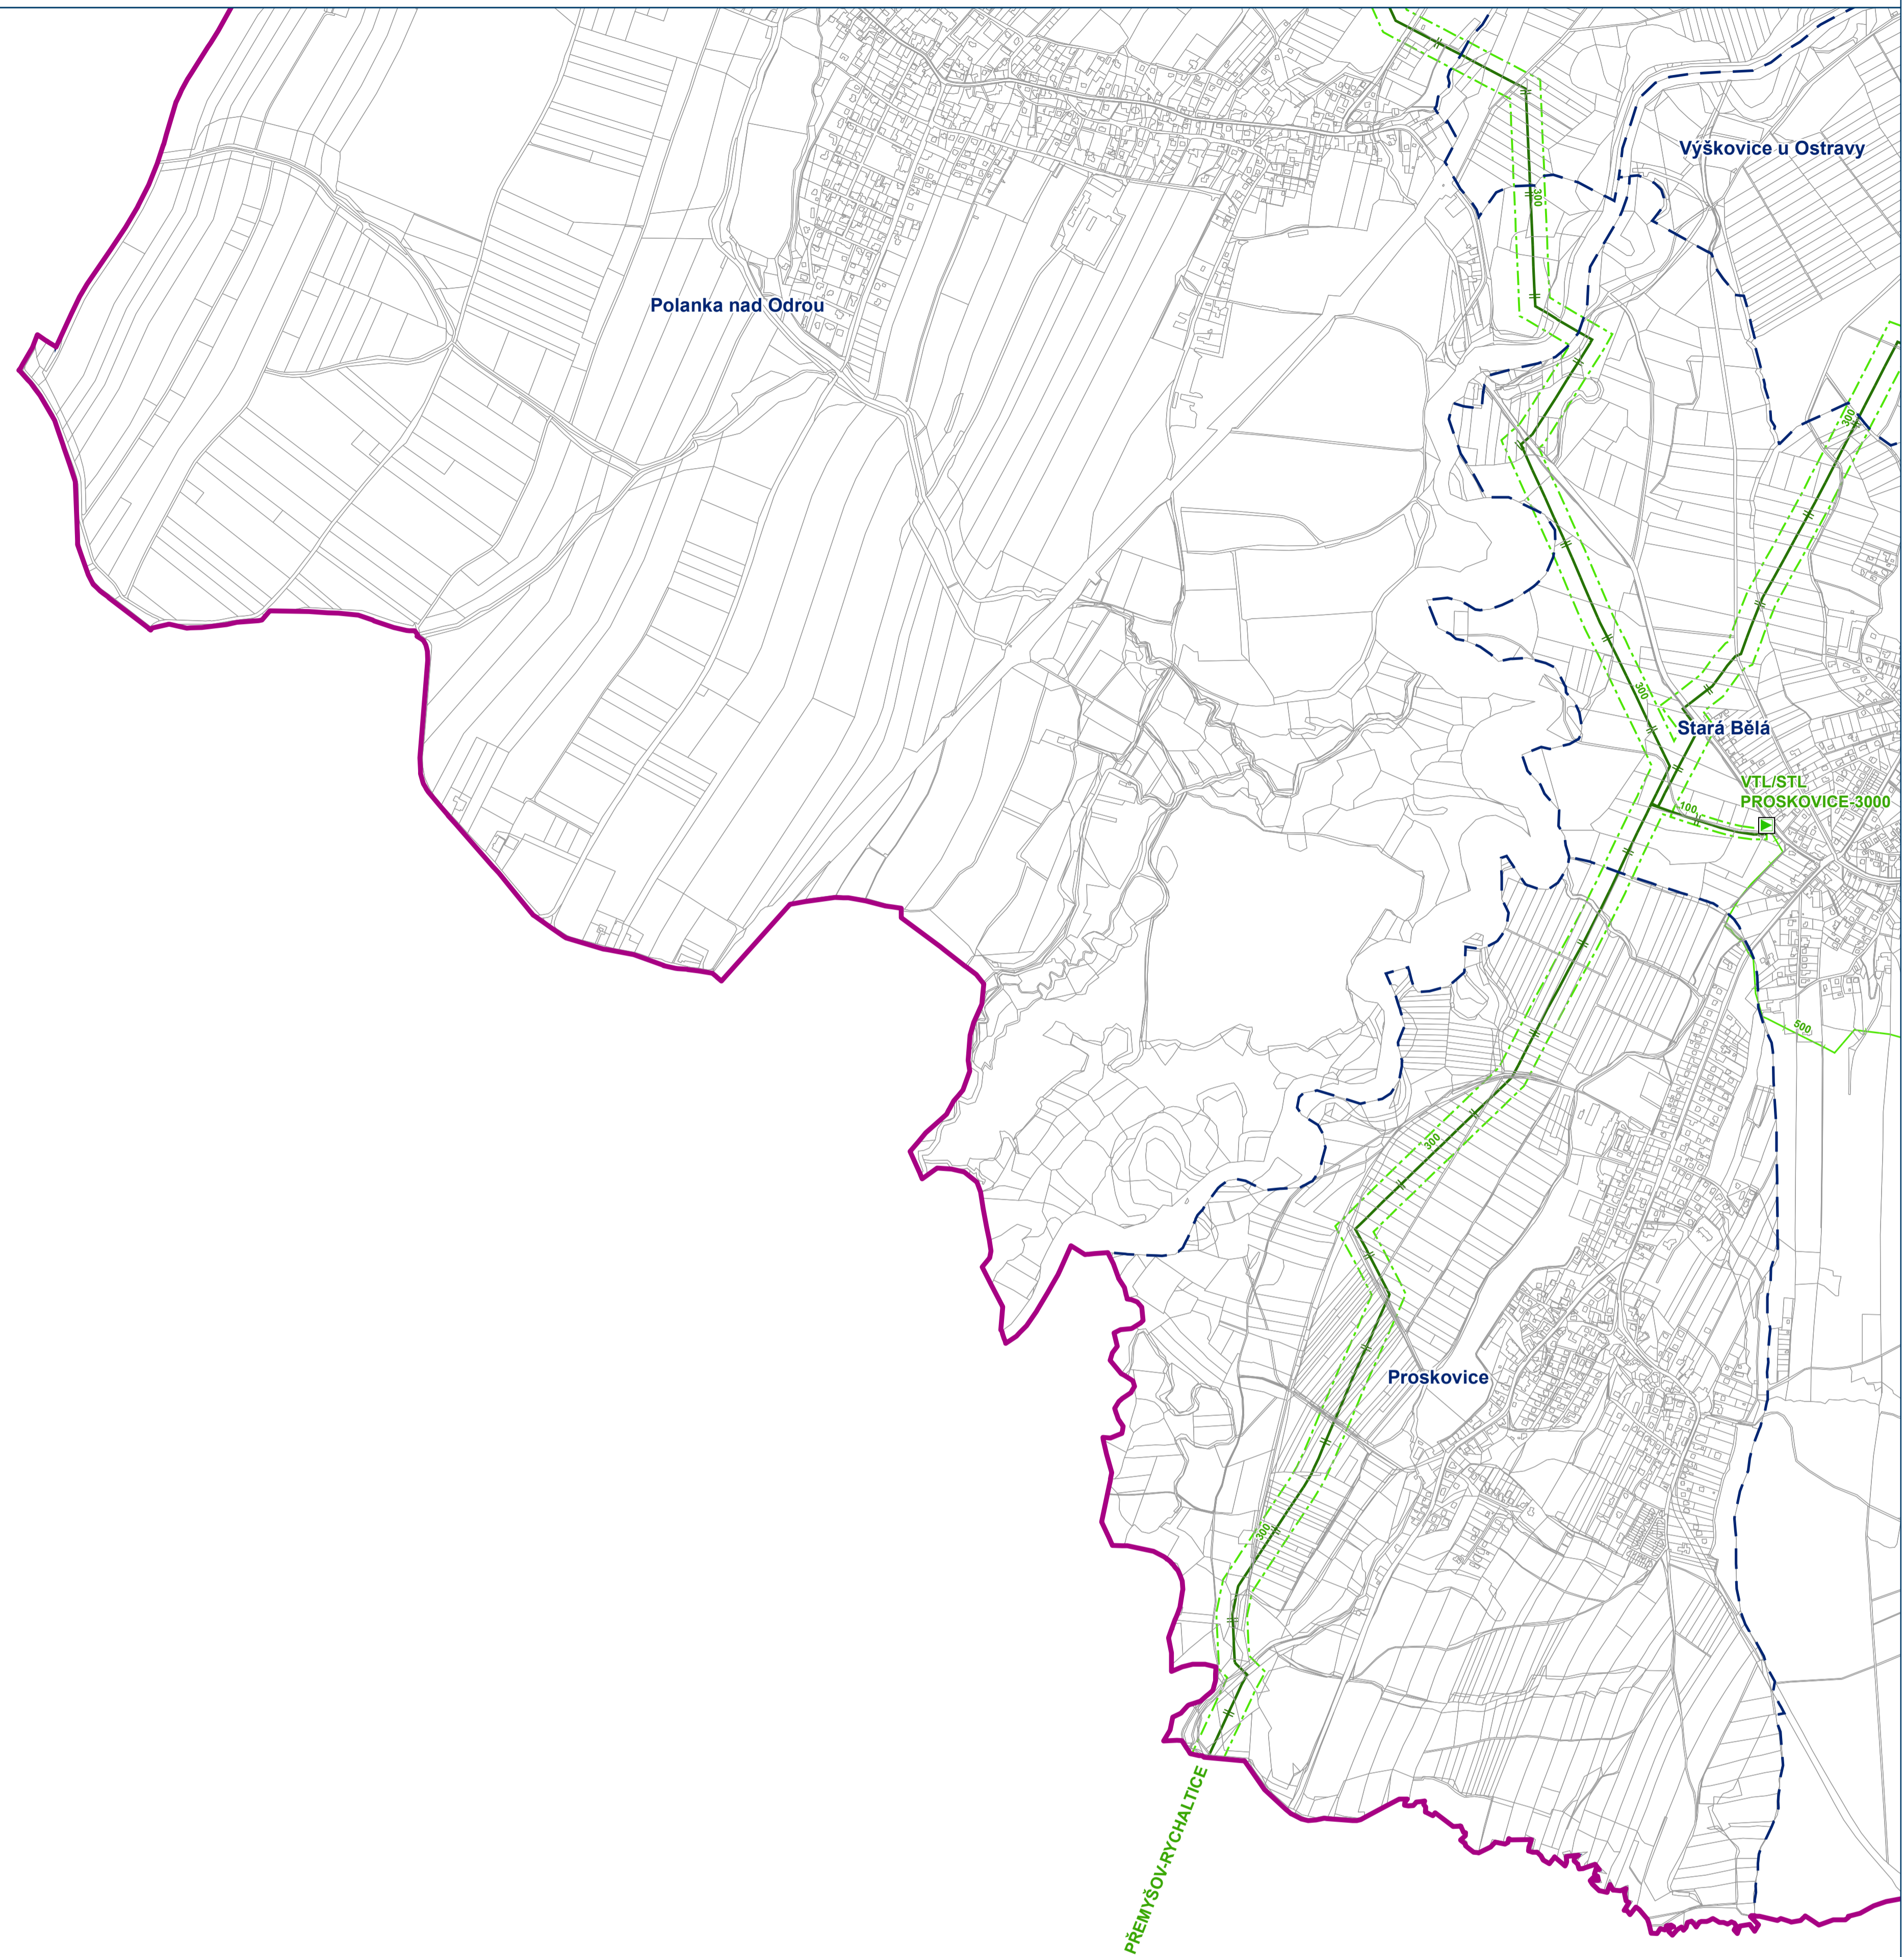 Výškovice u Ostravy
300
Polanka nad Odrou
300
300
Stará Bělá
VTL/STL
PROSKOVICE-3000
100
500
300
Proskovice
300
PŘEMYŠOV-RYCHALTICE